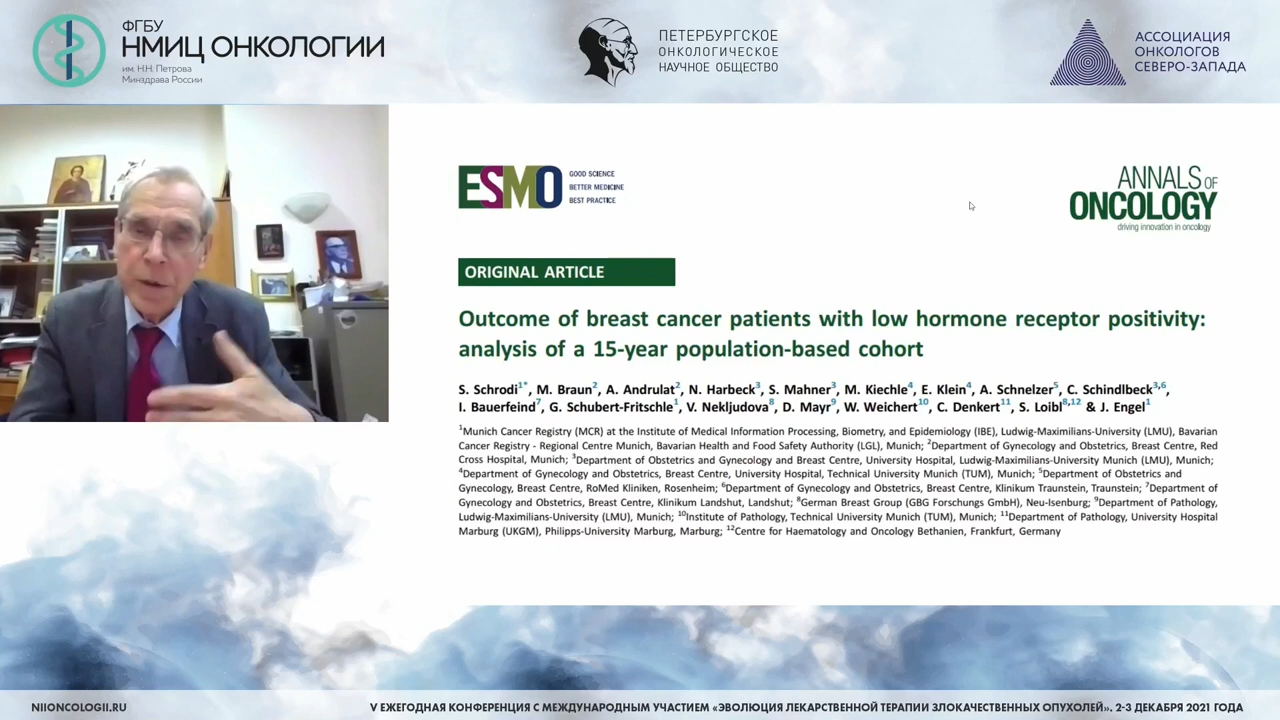 ФГБУ
НМИЦ ОНКОЛОГИИ
им. Н.Н. Петрова
Минздрава России
ПЕТЕРБУРГСКОЕ
ОНКОЛОГИЧЕСКОЕ
НАУЧНОЕ ОБЩЕСТВО
АССОЦИАЦИЯ
ОНКОЛОГОВ
СЕВЕРО-ЗАПАДА
ESMO
GOOD SCIENCE
BETTER MEDICINE
BEST PRACTICE
ANNALS OF
ONCOLOGY
driving innovation in oncology
ORIGINAL ARTICLE
Outcome of breast cancer patients with low hormone receptor positivity:
analysis of a 15-year population-based cohort
S. Schrodi1*, M. Braun2, A. Andrulat2, N. Harbeck3, S. Mahner3, M. Kiechle4, E. Klein4, A. Schnelzer5, C. Schindlbeck3,6,
I. Bauerfeind7, G. Schubert-Fritschle1, V. Nekljudova8, D. Mayr9, W. Weichert10, C. Denkert11, S. Loibl8,12 & J. Engel1
1Munich Cancer Registry (MCR) at the Institute of Medical Information Processing, Biometry, and Epidemiology (IBE), Ludwig-Maximilians-University (LMU), Bavarian
Cancer Registry - Regional Centre Munich, Bavarian Health and Food Safety Authority (LGL), Munich; 2Department of Gynecology and Obstetrics, Breast Centre, Red
Cross Hospital, Munich; 3Department of Obstetrics and Gynecology and Breast Centre, University Hospital, Ludwig-Maximilians-University Munich (LMU), Munich;
4Department of Gynecology and Obstetrics, Breast Centre, University Hospital, Technical University Munich (TUM), Munich; 5Department of Obstetrics and
Gynecology, Breast Centre, RoMed Kliniken, Rosenheim; 6Department of Gynecology and Obstetrics, Breast Centre, Klinikum Traunstein, Traunstein; 7Department of
Gynecology and Obstetrics, Breast Centre, Klinikum Landshut, Landshut; 8German Breast Group (GBG Forschungs GmbH), Neu-Isenburg; 9Department of Pathology,
Ludwig-Maximilians-University (LMU), Munich; 10Institute of Pathology, Technical University Munich (TUM), Munich; 11Department of Pathology, University Hospital
Marburg (UKGM), Philipps-University Marburg, Marburg; 12Centre for Haematology and Oncology Bethanien, Frankfurt, Germany
NIIONCOLOGII.RU
V ЕЖЕГОДНАЯ КОНФЕРЕНЦИЯ С МЕЖДУНАРОДНЫМ УЧАСТИЕМ «ЭВОЛЮЦИЯ ЛЕКАРСТВЕННОЙ ТЕРАПИИ ЗЛОКАЧЕСТВЕННЫХ ОПУХОЛЕЙ». 2-3 ДЕКАБРЯ 2021 ГОДА